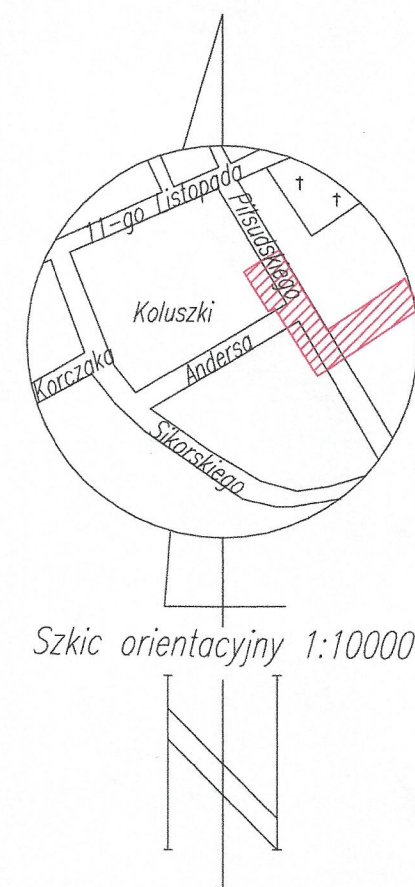 11-go Listopada
Piłsudskiego
Koluszki
Andersa
Korczaka
Sikorskiego
Szkic orientacyjny 1:10000
N